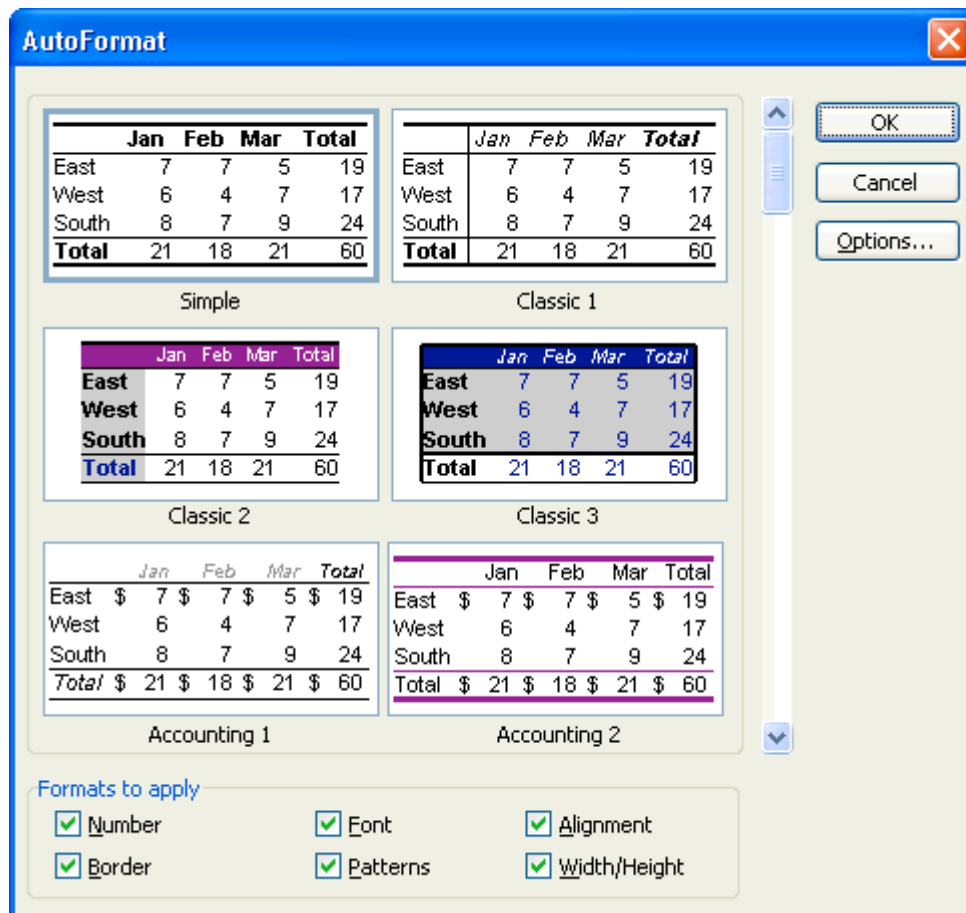 AutoFormat
Jan Feb Mar Total
East 7 7 5 19
West 6 4 7 17
South 8 7 9 24
Total 21 18 21 60
Simple
Jan Feb Mar Total
East 7 7 5 19
West 6 4 7 17
South 8 7 9 24
Total 21 18 21 60
Classic 1
OK
Cancel
Options...
Jan Feb Mar Total
East 7 7 5 19
West 6 4 7 17
South 8 7 9 24
Total 21 18 21 60
Classic 2
Jan Feb Mar Total
East 7 7 5 19
West 6 4 7 17
South 8 7 9 24
Total 21 18 21 60
Classic 3
Jan Feb Mar Total
East $ 7 $ 7 $ 5 $ 19
West 6 4 7 17
South 8 7 9 24
Total $ 21 $ 18 $ 21 $ 60
Accounting 1
Jan Feb Mar Total
East $ 7 $ 7 $ 5 $ 19
West 6 4 7 17
South 8 7 9 24
Total $ 21 $ 18 $ 21 $ 60
Accounting 2
Formats to apply
Number Font Alignment
Border Patterns Width/Height